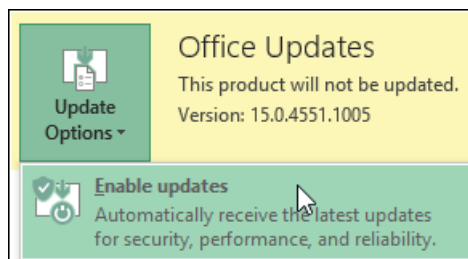 Office Updates
This product will not be updated.
Version: 15.0.4551.1005
Update
Options
Enable updates
Automatically receive the latest updates
for security, performance, and reliability.